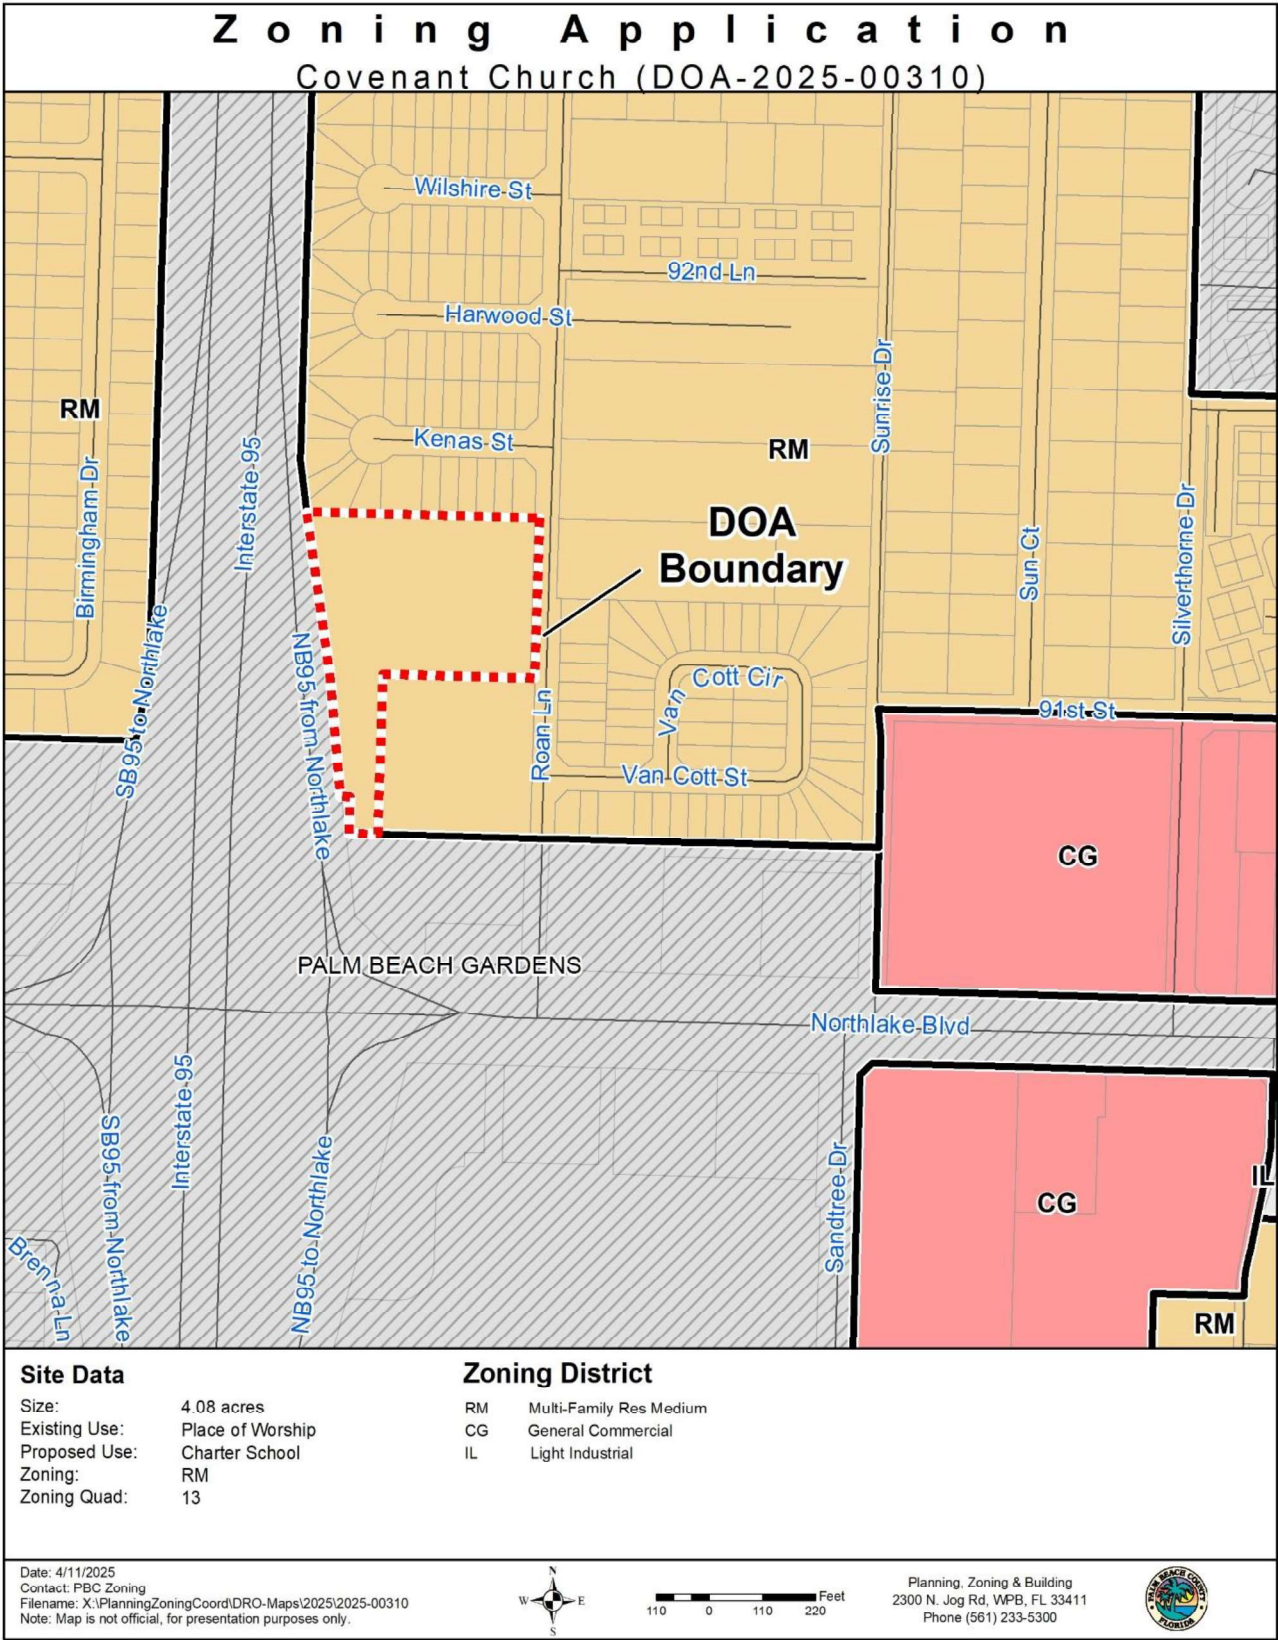 Zoning Application
Covenant Church (DOA-2025-00310)
Wilshire St
92nd Ln
Harwood St
Sunrise Dr
RM
Kenas St
RM
Interstate 95
Birmingham Dr
DOA
Boundary
Sun Ct
Silverthorne Dr
SB95 to Northlake
NB95 from Northlake
Van Cott Cir
Roan Ln
91st St
Van Cott St
CG
PALM BEACH GARDENS
Northlake Blvd
Interstate 95
SB95 from Northlake
NB95 to Northlake
Sandtree Dr
IL
CG
Brenna Ln
RM
Site Data
Size: 4.08 acres
Existing Use: Place of Worship
Proposed Use: Charter School
Zoning: RM
Zoning Quad: 13
Zoning District
RM Multi-Family Res Medium
CG General Commercial
IL Light Industrial
Date: 4/11/2025
Contact: PBC Zoning
Filename: X:\PlanningZoningCoord\DRO-Maps\2025\2025-00310
Note: Map is not official, for presentation purposes only.
N
W E
S
Feet
110 0 110 220
Planning, Zoning & Building
2300 N. Jog Rd, WPB, FL 33411
Phone (561) 233-5300
PALM BEACH COUNTY
FLORIDA